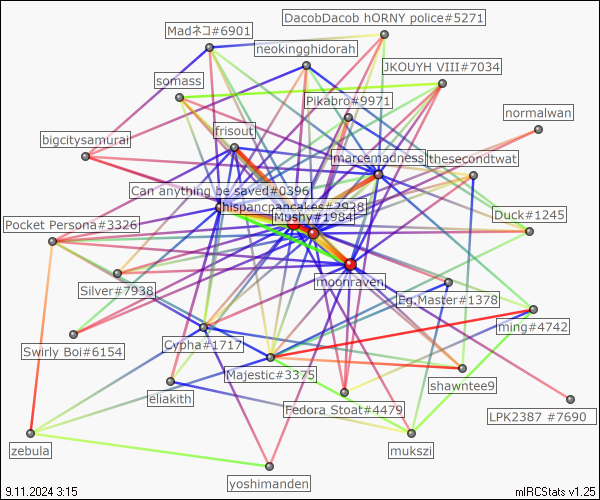 DacobDacob hORNY police#5271
Madネコ#6901
neokingghidorah
JKOUYH VIII#7034
somass
Pikabro#9971
normalwan
frisout
bigcitysamurai
marcemadness
thesecondtwat
Can anything be saved#0396
hispancpancakes#2928
Mushy#1984
Duck#1245
Pocket Persona#3326
moonraven
Silver#7938
Eg.Master#1378
ming#4742
Cypha#1717
Swirly Boi#6154
Majestic#3375
shawntee9
eliakith
Fedora Stoat#4479
LPK2387 #7690
zebula
mukszi
yoshimanden
9.11.2024 3:15
mIRCStats v1.25